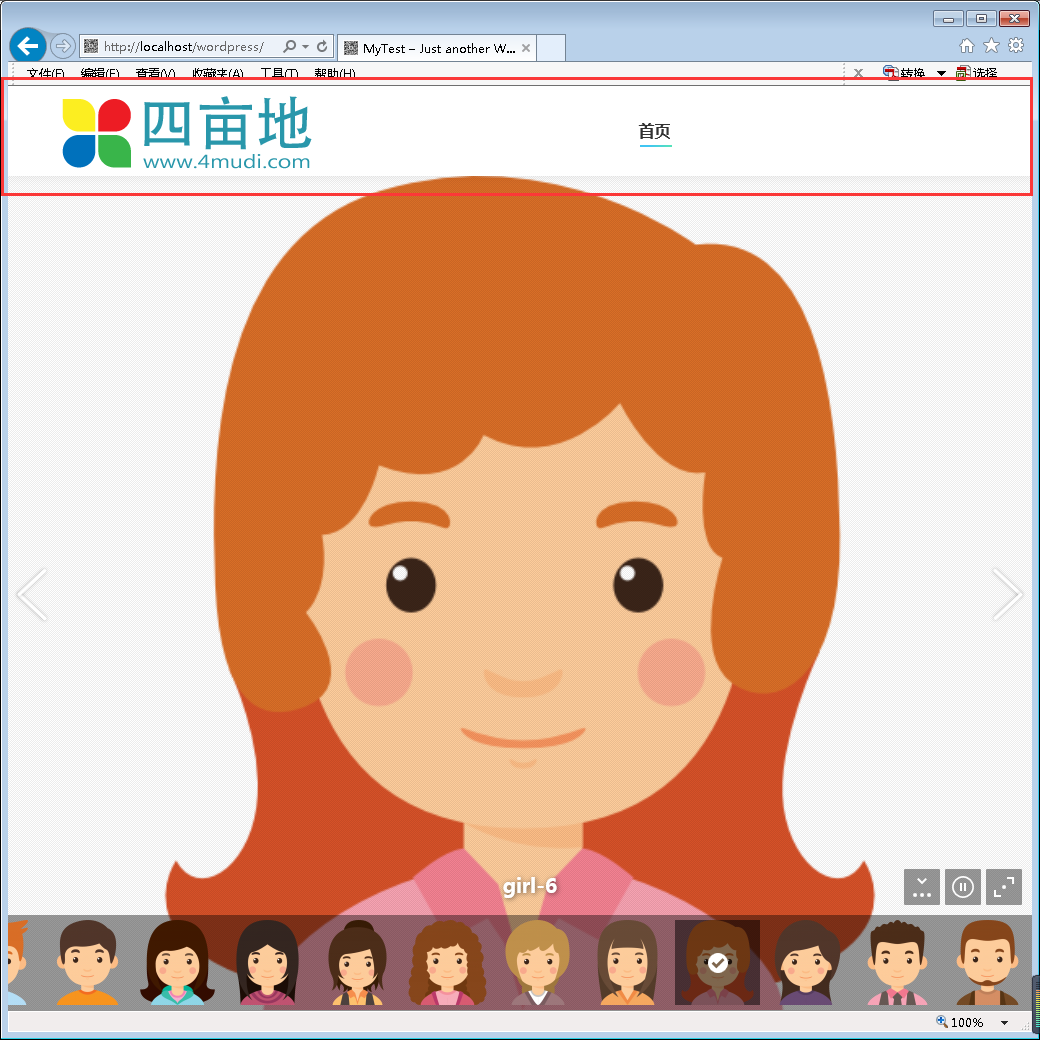 http://localhost/wordpress/
MyTest – Just another W...
文件(F) 编辑(E) 查看(V) 收藏夹(A) 工具(T) 帮助(H)
转换 选择
四亩地
www.4mudi.com
首页
girl-6
100%